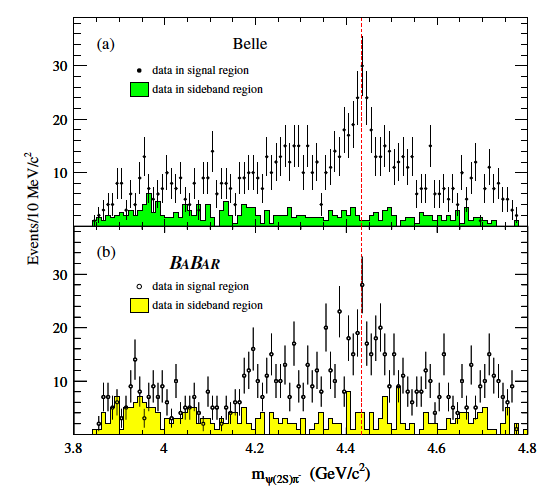 (a) Belle
data in signal region
data in sideband region
30
20
10
Events/10 MeV/c²
(b) BABAR
data in signal region
data in sideband region
30
20
10
3.8 4 4.2 4.4 4.6 4.8
mψ(2S)π⁻ (GeV/c²)